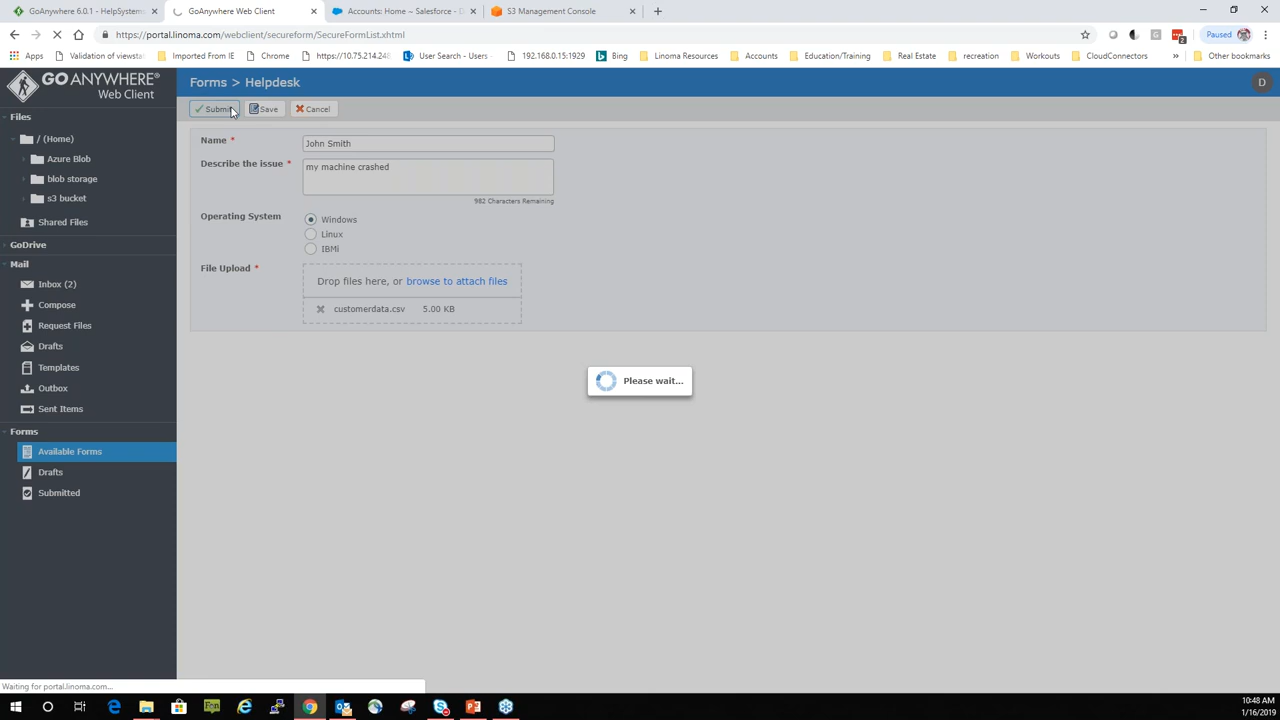 GoAnywhere 6.0.1 - HelpSystems
GoAnywhere Web Client
Accounts: Home ~ Salesforce - D
S3 Management Console
https://portal.linoma.com/webclient/secureform/SecureFormList.xhtml
Paused
2
Apps
Validation of viewsta
Imported From IE
Chrome
https://10.75.214.248
User Search - Users -
192.168.0.15:1929
Bing
Linoma Resources
Accounts
Education/Training
Real Estate
recreation
Workouts
CloudConnectors
»
Other bookmarks
GOANYWHERE®
Web Client
Forms > Helpdesk
D
Files
Submit
Save
Cancel
/ (Home)
Azure Blob
blob storage
s3 bucket
Shared Files
GoDrive
Mail
Inbox (2)
Compose
Request Files
Drafts
Templates
Outbox
Sent Items
Forms
Available Forms
Drafts
Submitted
Name *
John Smith
Describe the issue *
my machine crashed
982 Characters Remaining
Operating System
Windows
Linux
IBMi
File Upload *
Drop files here, or browse to attach files
customerdata.csv 5.00 KB
Please wait...
Waiting for portal.linoma.com...
10:48 AM
1/16/2019